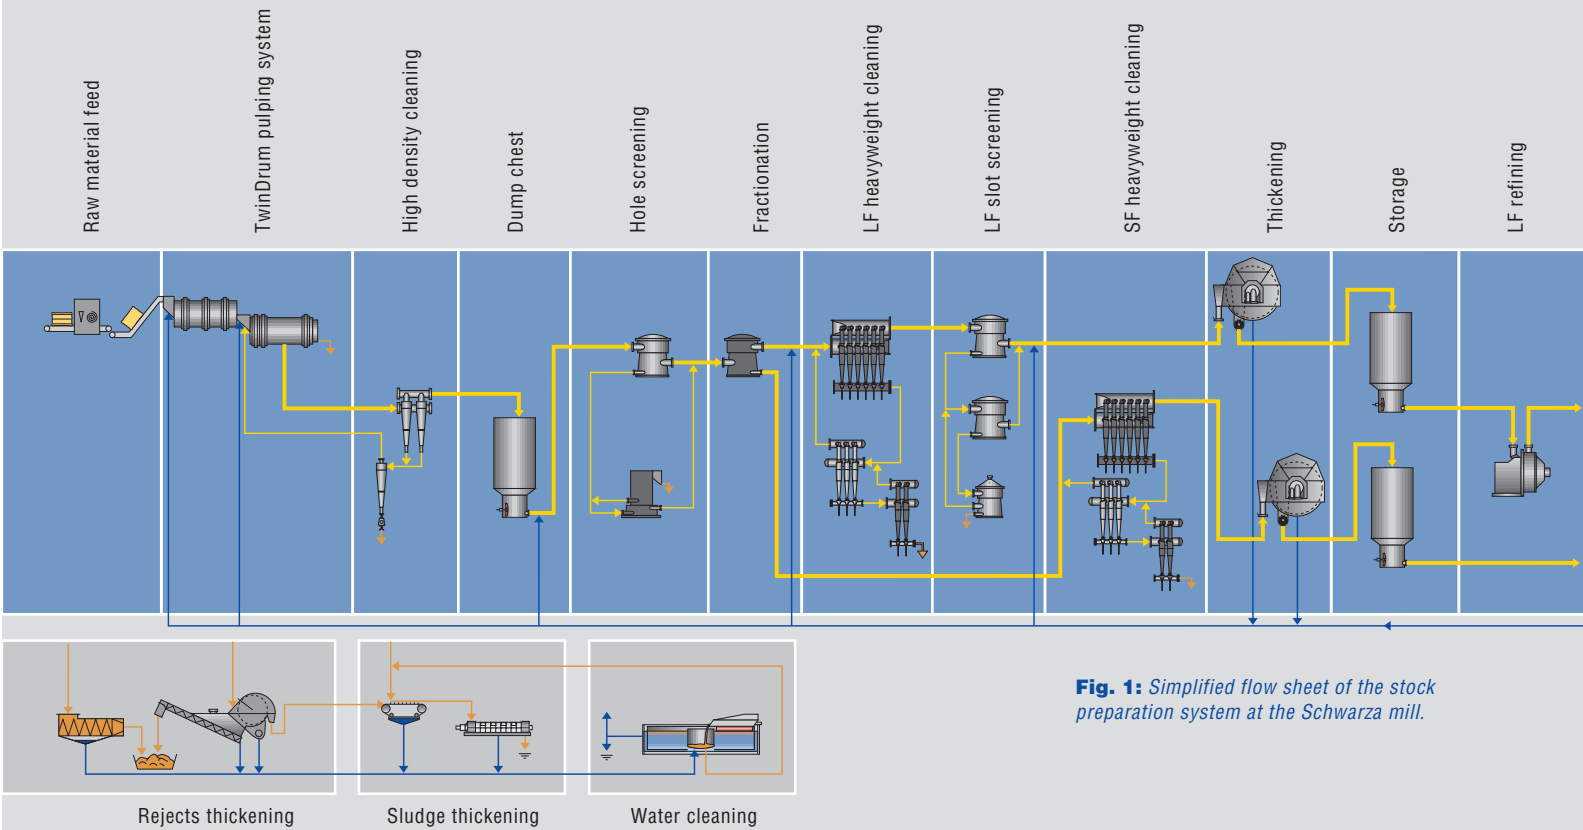 Raw material feed
TwinDrum pulping system
High density cleaning
Dump chest
Hole screening
Fractionation
LF heavyweight cleaning
LF slot screening
SF heavyweight cleaning
Thickening
Storage
LF refining
Fig. 1: Simplified flow sheet of the stock
preparation system at the Schwarza mill.
Rejects thickening
Sludge thickening
Water cleaning